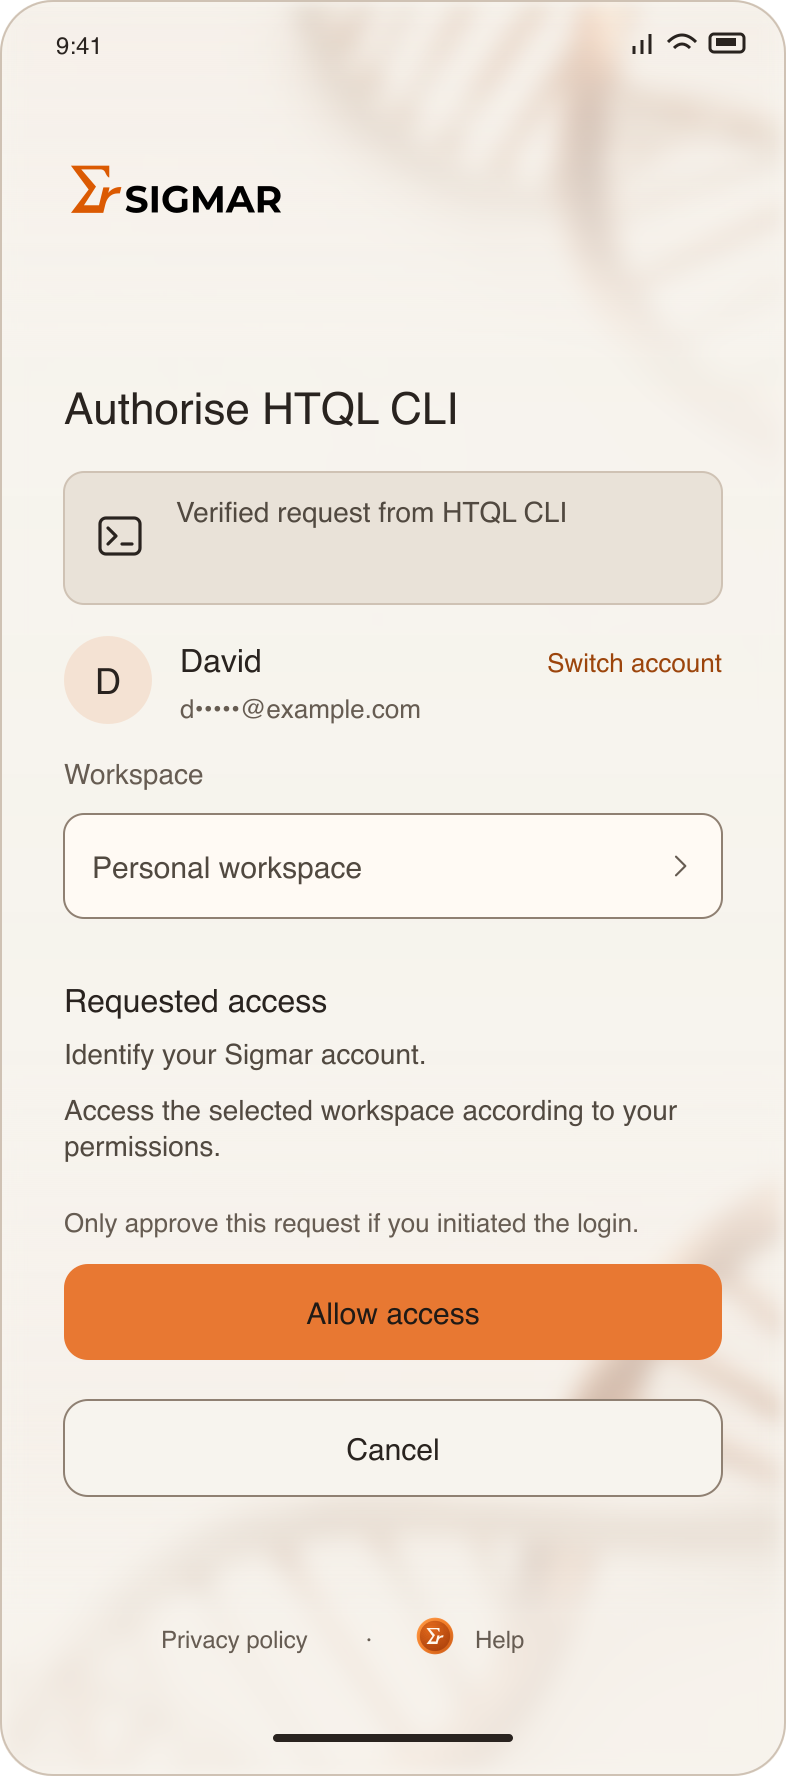 9:41
Σr SIGMAR
Authorise HTQL CLI
Verified request from HTQL CLI
D
David
Switch account
d•••••@example.com
Workspace
Personal workspace
Requested access
Identify your Sigmar account.
Access the selected workspace according to your
permissions.
Only approve this request if you initiated the login.
Allow access
Cancel
Privacy policy · Σr Help